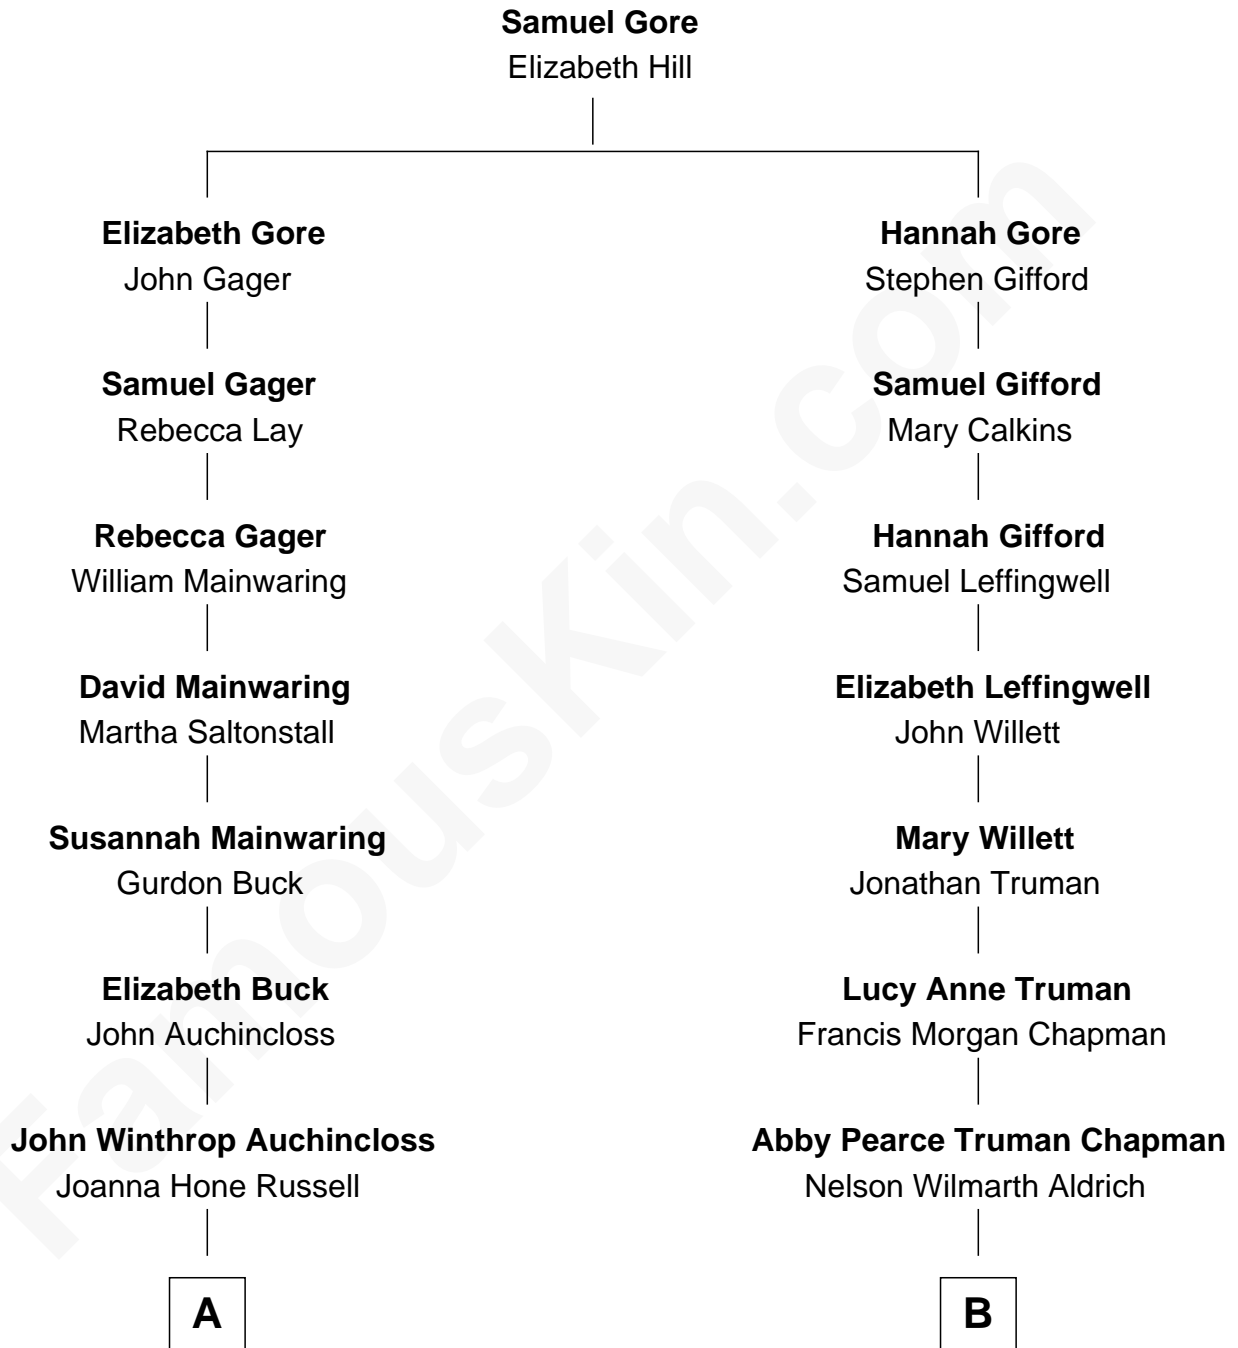 Samuel Gore
Elizabeth Hill
Elizabeth Gore
John Gager
Hannah Gore
Stephen Gifford
Samuel Gager
Rebecca Lay
Samuel Gifford
Mary Calkins
Rebecca Gager
William Mainwaring
Hannah Gifford
Samuel Leffingwell
David Mainwaring
Martha Saltonstall
Elizabeth Leffingwell
John Willett
Susannah Mainwaring
Gurdon Buck
Mary Willett
Jonathan Truman
Elizabeth Buck
John Auchincloss
Lucy Anne Truman
Francis Morgan Chapman
John Winthrop Auchincloss
Joanna Hone Russell
Abby Pearce Truman Chapman
Nelson Wilmarth Aldrich
A
B
FamousKin.com